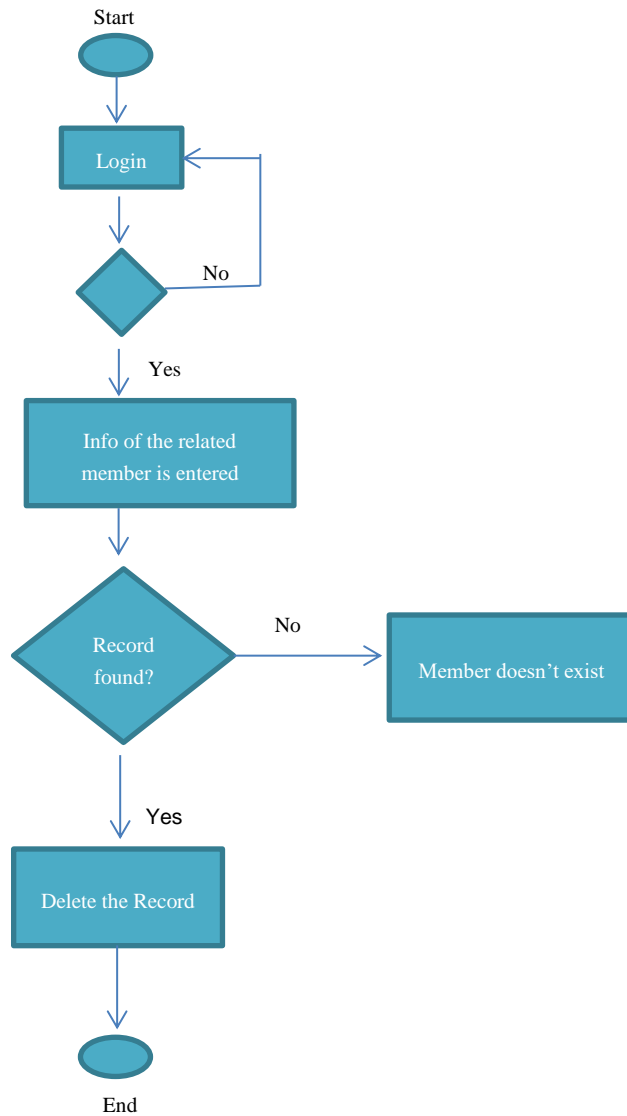 Start
Login
No
Yes
Info of the related
member is entered
Record
found?
No
Member doesn’t exist
Yes
Delete the Record
End